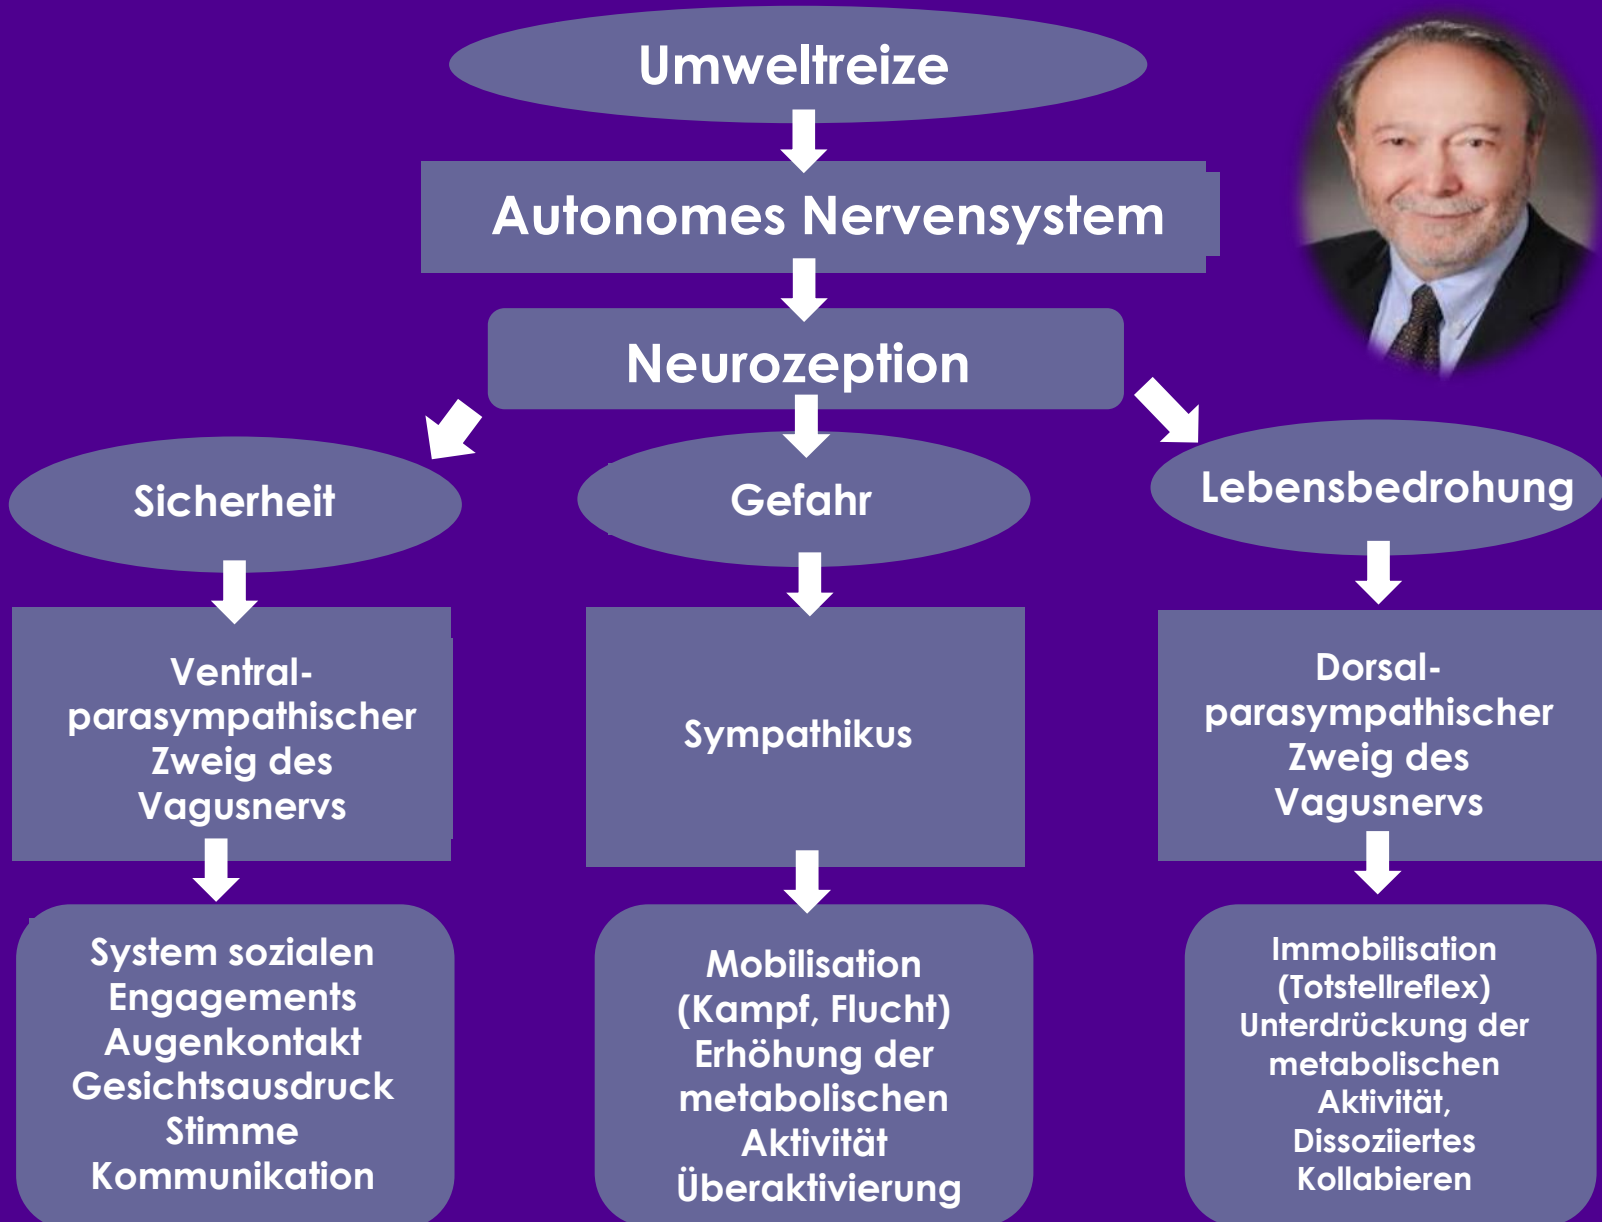 Umweltreize
Autonomes Nervensystem
Neurozeption
Sicherheit
Gefahr
Lebensbedrohung
Ventral-
parasympathischer
Zweig des
Vagusnervs
Sympathikus
Dorsal-
parasympathischer
Zweig des
Vagusnervs
System sozialen
Engagements
Augenkontakt
Gesichtsausdruck
Stimme
Kommunikation
Mobilisation
(Kampf, Flucht)
Erhöhung der
metabolischen
Aktivität
Überaktivierung
Immobilisation
(Totstellreflex)
Unterdrückung der
metabolischen
Aktivität,
Dissoziiertes
Kollabieren